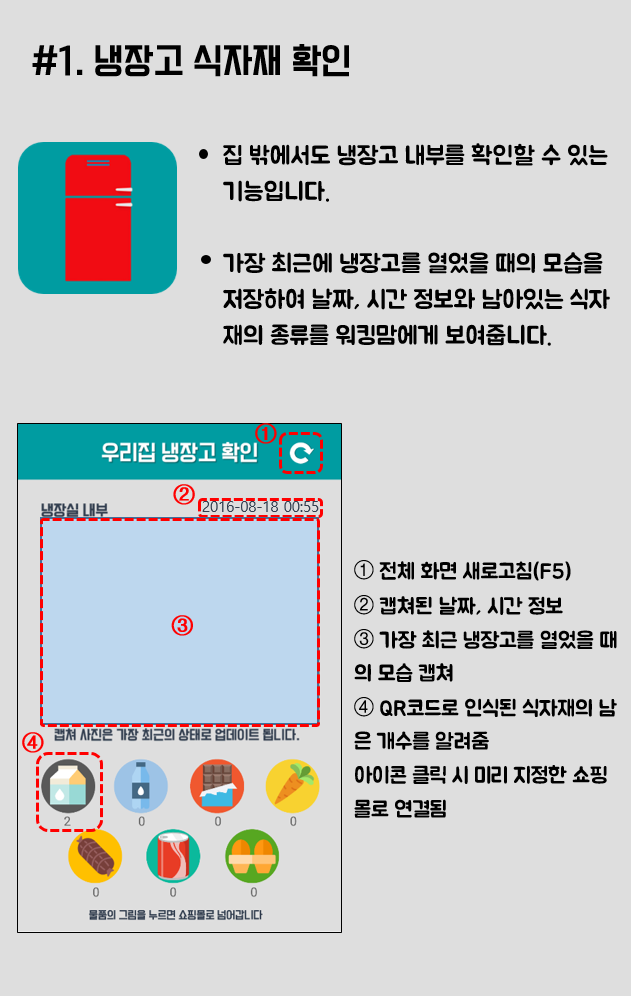 #1. 냉장고 식자재 확인
• 집 밖에서도 냉장고 내부를 확인할 수 있는
기능입니다.
• 가장 최근에 냉장고를 열었을 때의 모습을
저장하여 날짜, 시간 정보와 남아있는 식자
재의 종류를 워킹맘에게 보여줍니다.
우리집 냉장고 확인
①
②
냉장실 내부
2016-08-18 00:55
③
캡쳐 사진은 가장 최근의 상태로 업데이트 됩니다.
④
2 0 0 0
0 0 0
물품의 그림을 누르면 쇼핑몰로 넘어갑니다
① 전체 화면 새로고침(F5)
② 캡쳐된 날짜, 시간 정보
③ 가장 최근 냉장고를 열었을 때
의 모습 캡쳐
④ QR코드로 인식된 식자재의 남
은 개수를 알려줌
아이콘 클릭 시 미리 지정한 쇼핑
몰로 연결됨